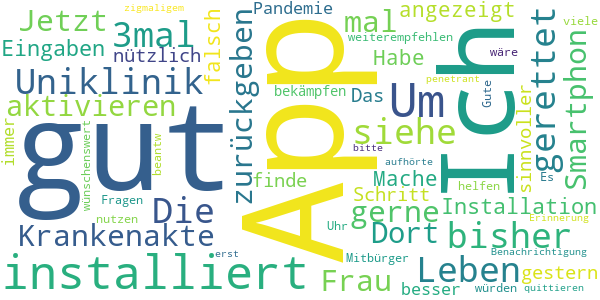 zigmaligem
Pandemie
angezeigt
viele
Jetzt
3mal
falsch
mal
weiterempfehlen
Eingaben
nützlich
Habe
wäre
Uniklinik
zurückgeben
App
penetrant
Ich
gerettet
Smartphon
aktivieren
bekämpfen
Das
Um
Gute
siehe
sinnvoller
immer
gut
wünschenswert
beantw
bitte
aufhörte
Es
finde
Mache
helfen
Schritt
Fragen
Die
gerne
Installation
nutzen
Krankenakte
Uhr
Dort
bisher
Erinnerung
erst
Mitbürger
Benachrichtigung
installiert
Frau
Leben
gestern
besser
würden
quittieren